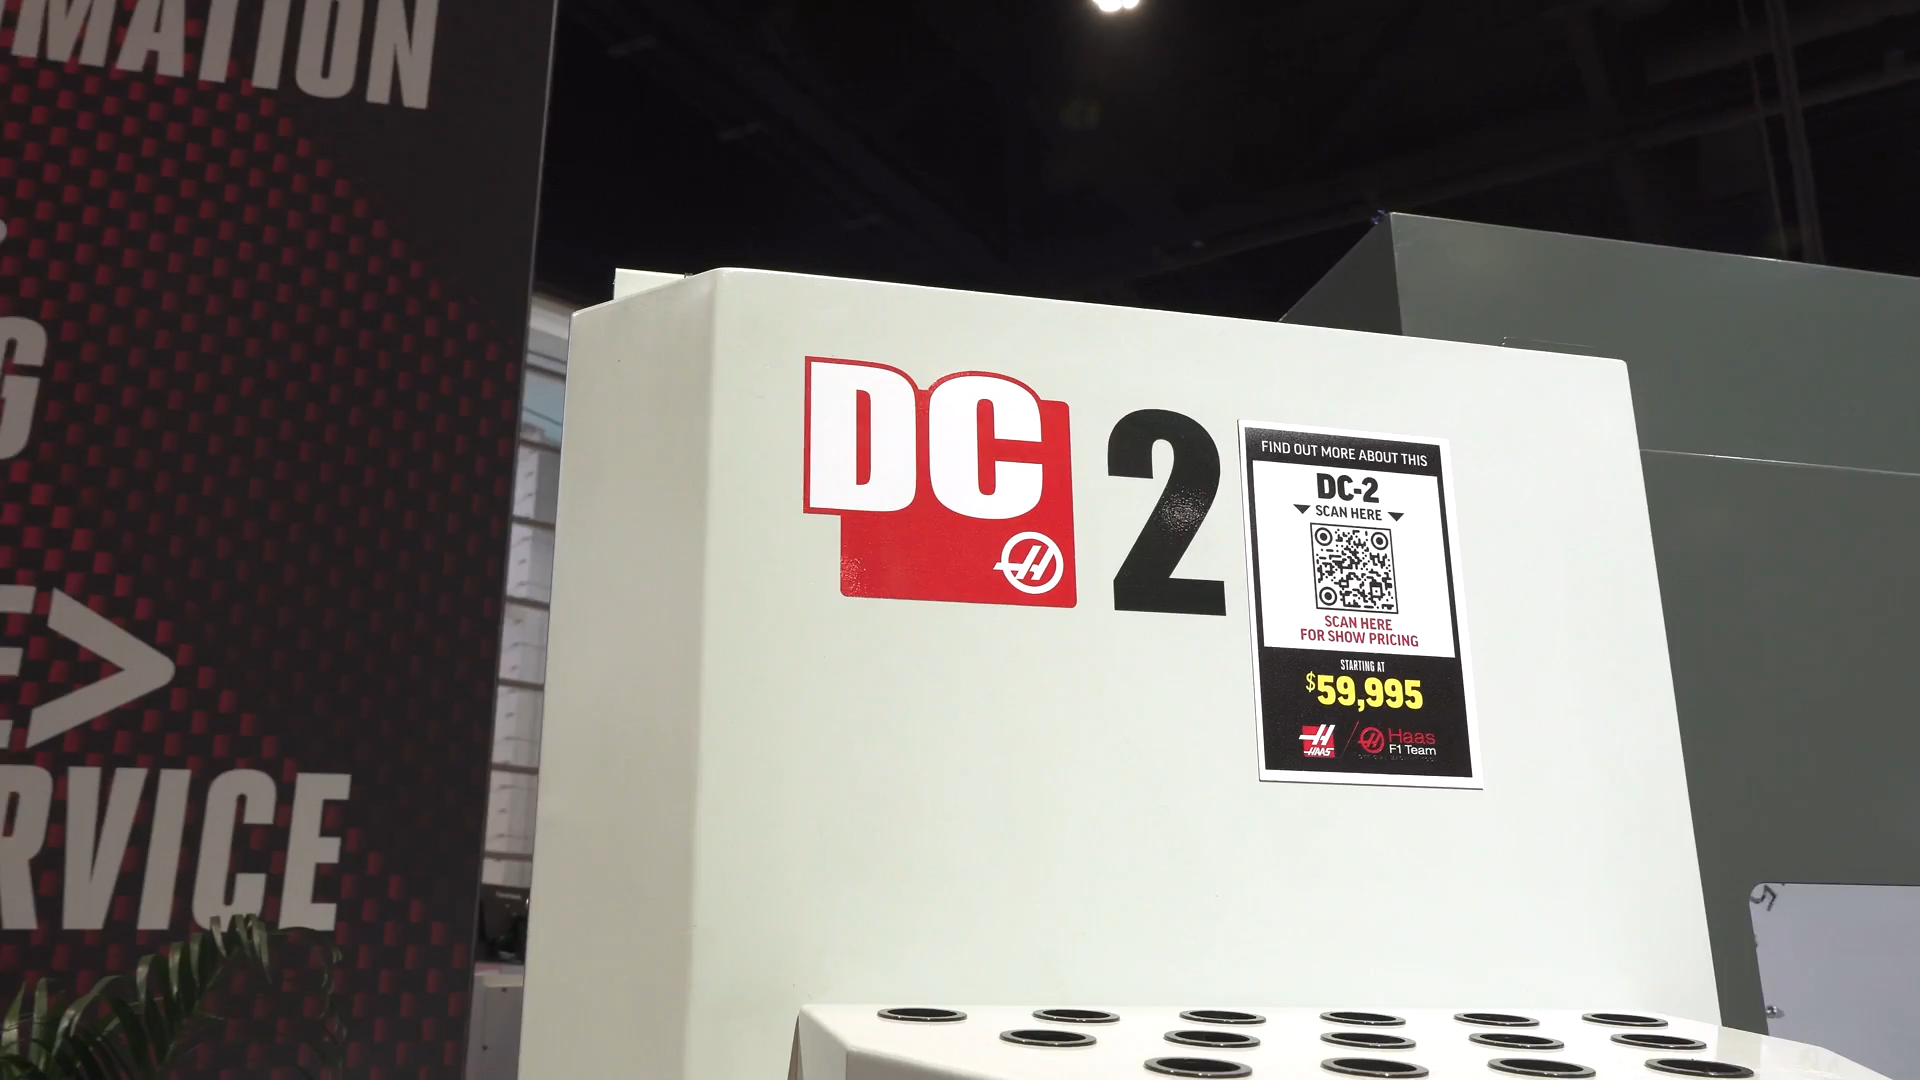 MATION
G
E>
RVICE
DC 2
FIND OUT MORE ABOUT THIS
DC-2
SCAN HERE
SCAN HERE
FOR SHOW PRICING
STARTING AT
$59,995
HAAS
Haas
F1 Team